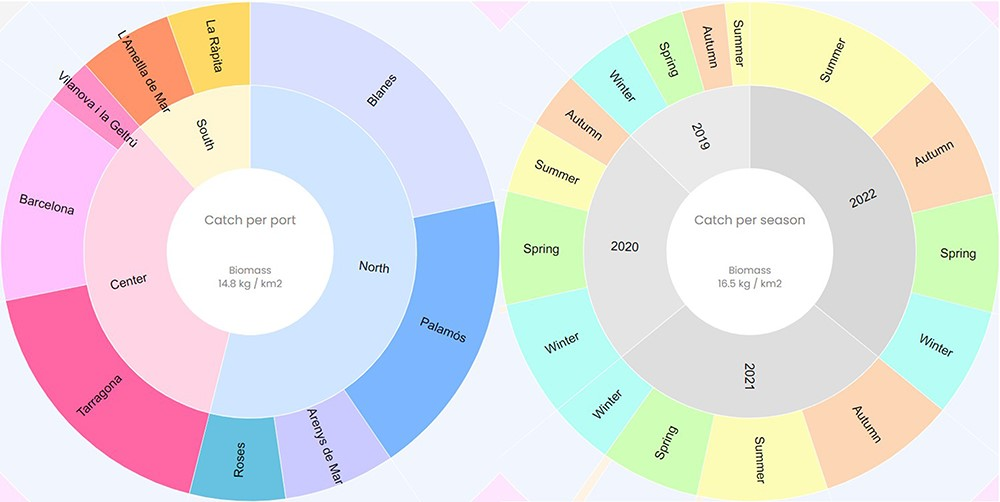 Catch per port
Biomass
14.8 kg / km2
North
Center
South
Blanes
Palamós
Arenys de Mar
Roses
Tarragona
Barcelona
Vilanova i la Geltrú
L'Ametlla de Mar
La Ràpita
Catch per season
Biomass
16.5 kg / km2
2022
2021
2020
2019
Summer
Autumn
Spring
Winter
Autumn
Summer
Spring
Winter
Winter
Spring
Summer
Autumn
Winter
Spring
Autumn
Summer